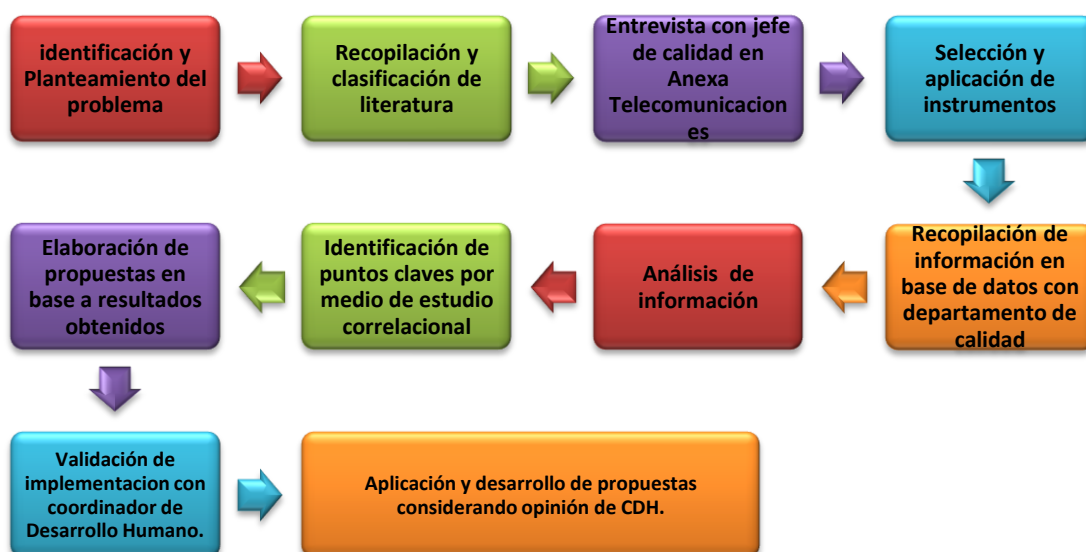 identificación y
Planteamiento del
problema
Recopilación y
clasificación de
literatura
Entrevista con jefe
de calidad en
Anexa
Telecomunicacion
es
Selección y
aplicación de
instrumentos
Recopilación de
información en
base de datos con
departamento de
calidad
Análisis de
información
Identificación de
puntos claves por
medio de estudio
correlacional
Elaboración de
propuestas en
base a resultados
obtenidos
Validación de
implementacion con
coordinador de
Desarrollo Humano.
Aplicación y desarrollo de propuestas
considerando opinión de CDH.